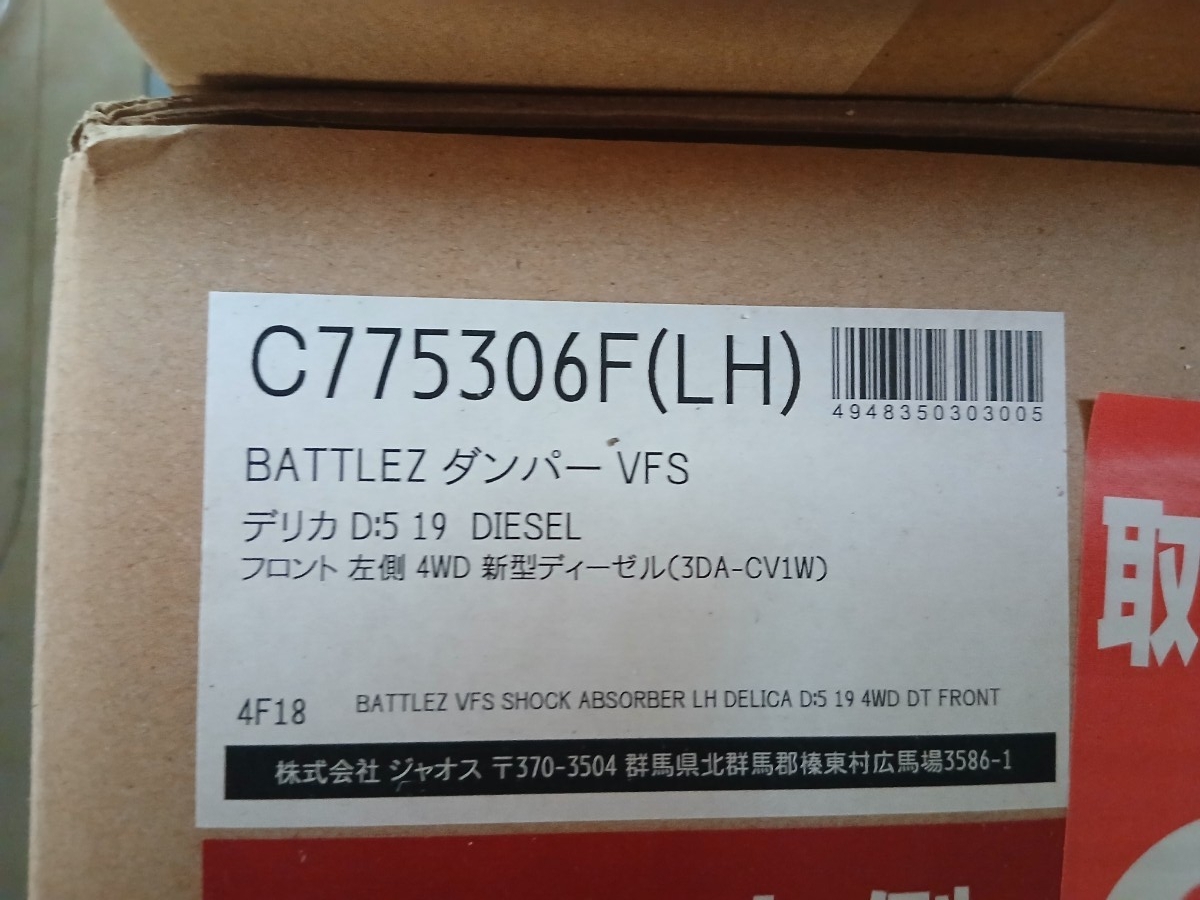 C775306F(LH)
4948350303005
BATTLEZ ダンパー VFS
デリカ D:5 19 DIESEL
フロント 左側 4WD 新型ディーゼル(3DA-CV1W)
4F18 BATTLEZ VFS SHOCK ABSORBER LH DELICA D:5 19 4WD DT FRONT
株式会社 ジャオス 〒370-3504 群馬県北群馬郡榛東村広馬場3586-1
取